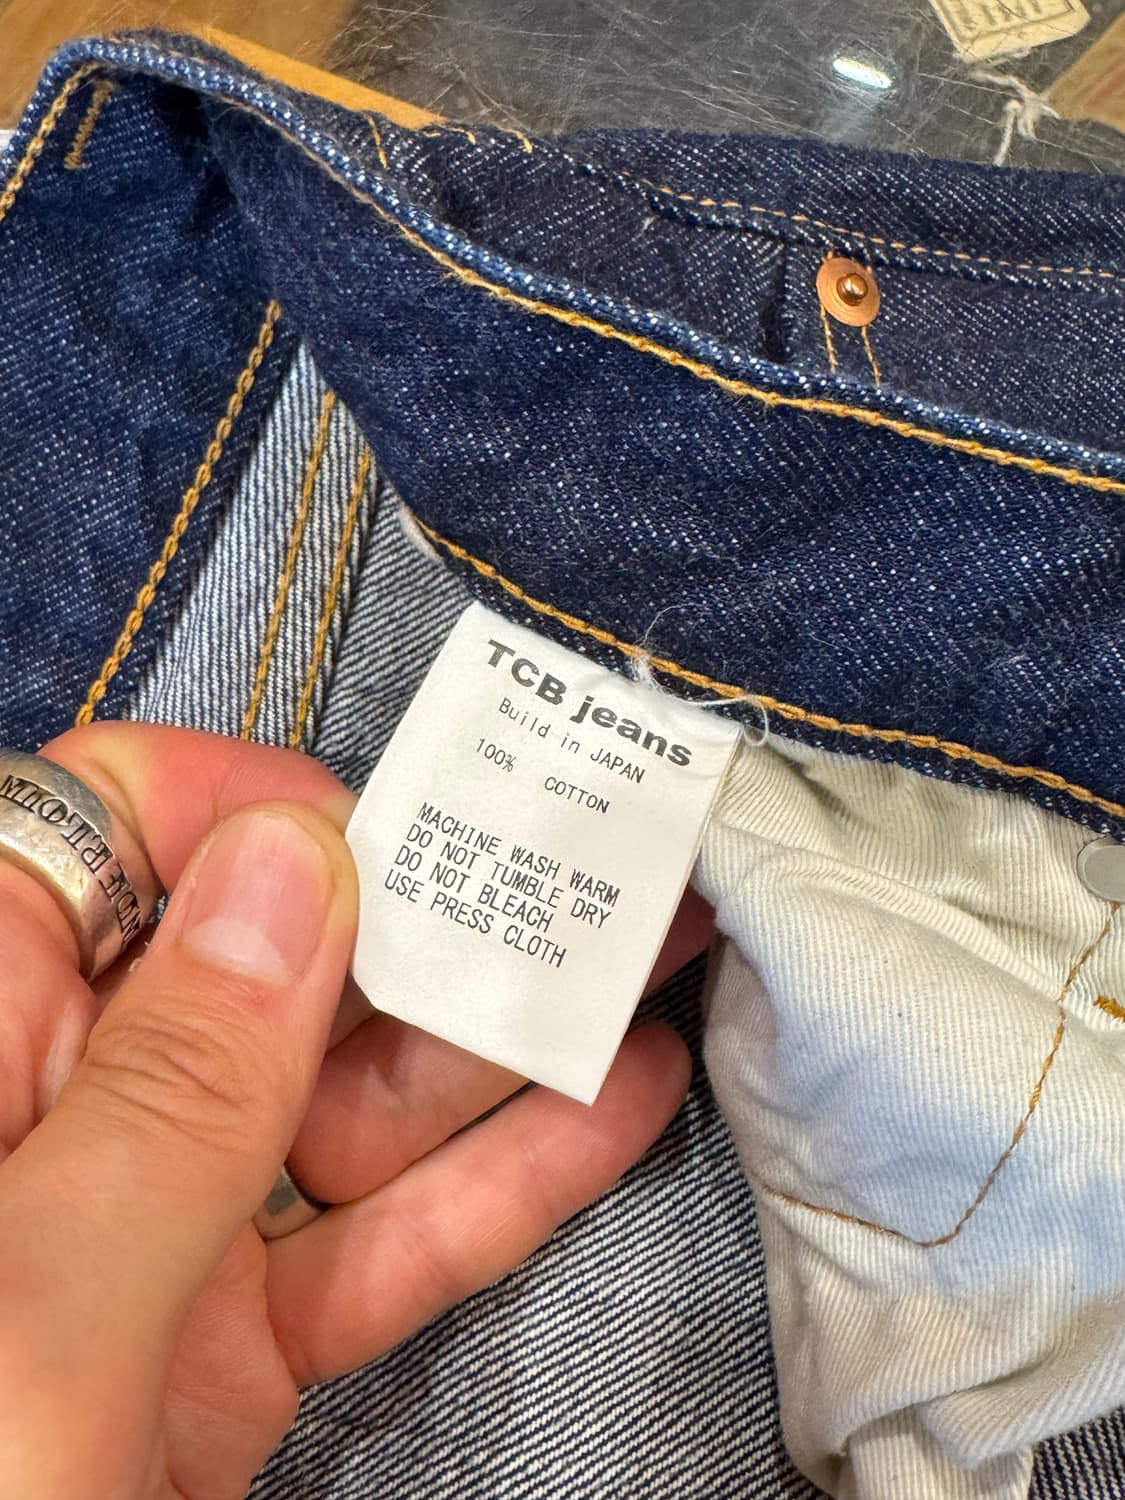 TCB jeans
Build in JAPAN
100% COTTON
MACHINE WASH WARM
DO NOT TUMBLE DRY
DO NOT BLEACH
USE PRESS CLOTH